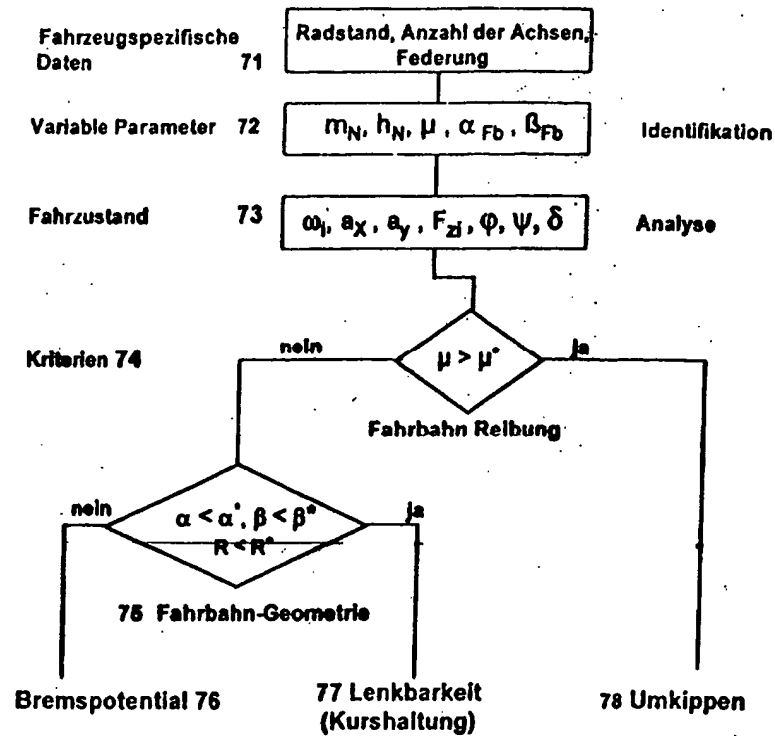 Fahrzeugspezifische
Daten 71
Radstand, Anzahl der Achsen,
Federung
Variable Parameter 72
m_N, h_N, μ, α_Fb, ß_Fb
Identifikation
Fahrzustand 73
ω_i, a_x, a_y, F_zi, φ, ψ, δ
Analyse
Kriterien 74
nein
μ > μ*
ja
Fahrbahn Reibung
nein
α < α*, β < β*
R < R*
ja
75 Fahrbahn-Geometrie
Bremspotential 76
77 Lenkbarkeit
(Kurshaltung)
78 Umkippen